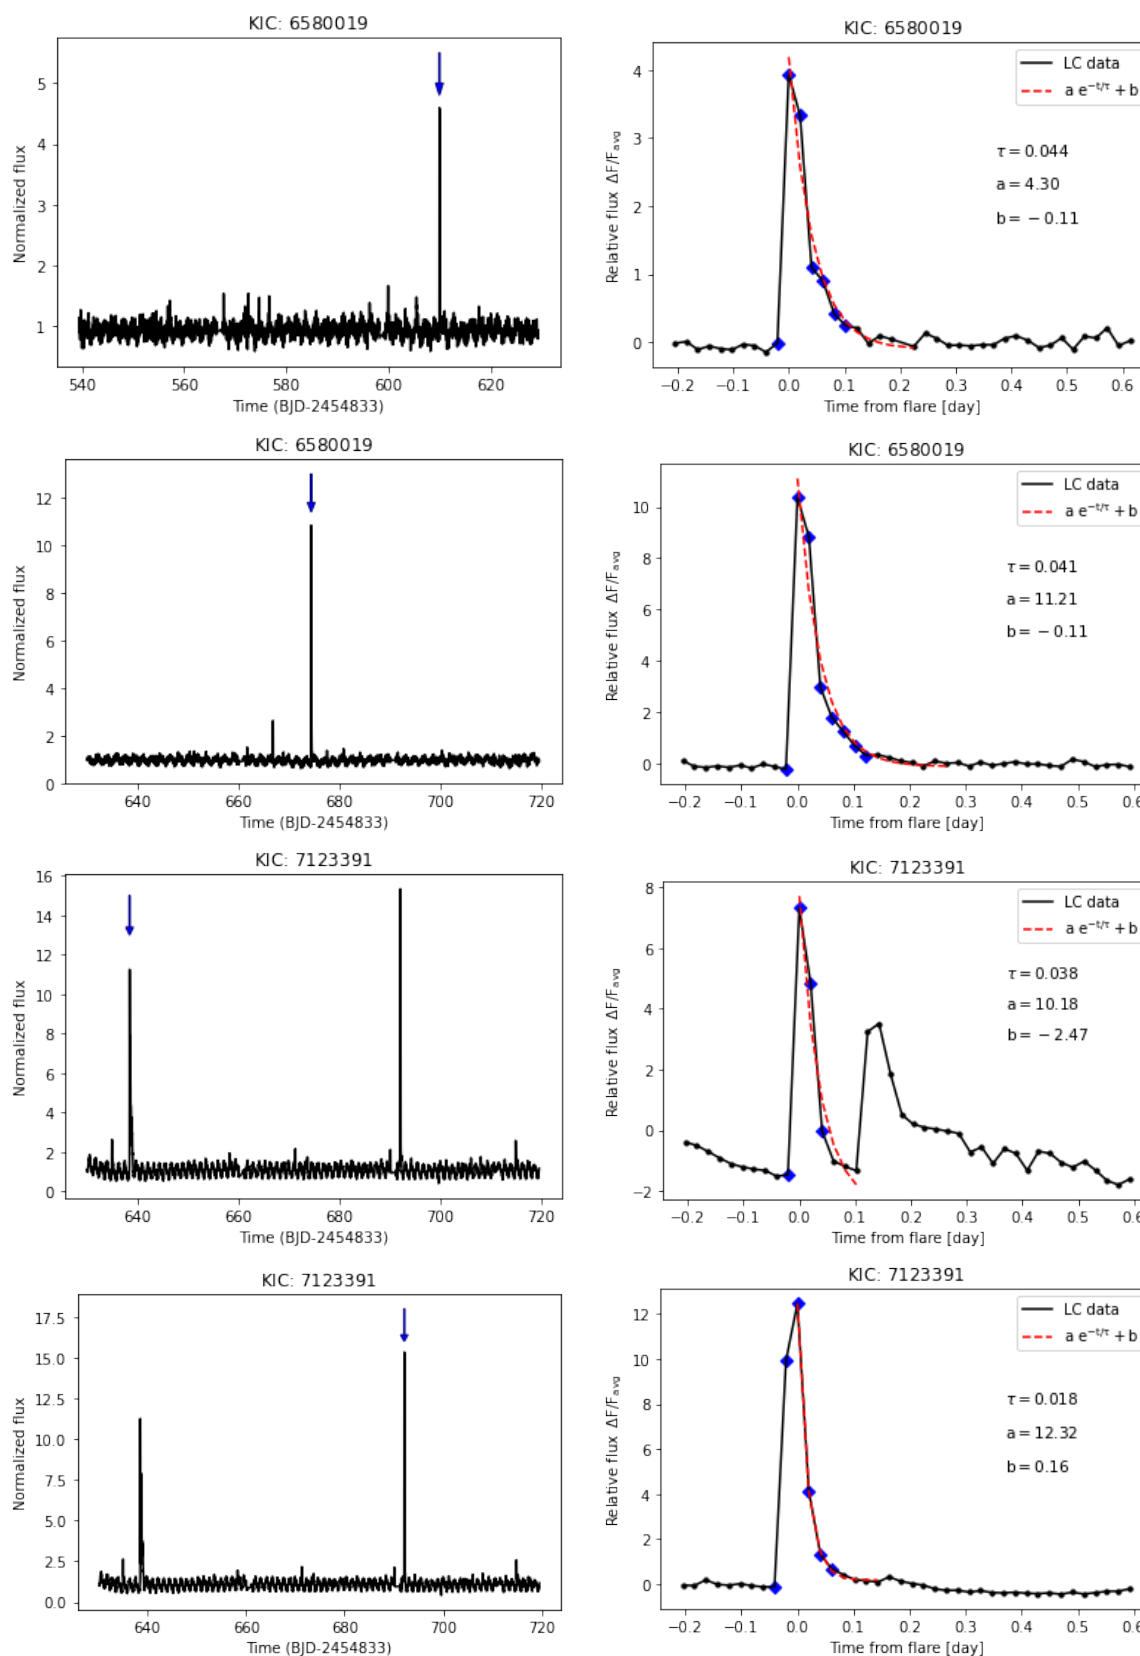 KIC: 6580019
Normalized flux
5
4
3
2
1
540 560 580 600 620
Time (BJD-2454833)
KIC: 6580019
Relative flux ΔF/F_avg
4
3
2
1
0
LC data
a e^{-t/τ} + b
τ = 0.044
a = 4.30
b = −0.11
−0.2 −0.1 0.0 0.1 0.2 0.3 0.4 0.5 0.6
Time from flare [day]
KIC: 6580019
Normalized flux
12
10
8
6
4
2
0
640 660 680 700 720
Time (BJD-2454833)
KIC: 6580019
Relative flux ΔF/F_avg
10
8
6
4
2
0
LC data
a e^{-t/τ} + b
τ = 0.041
a = 11.21
b = −0.11
−0.2 −0.1 0.0 0.1 0.2 0.3 0.4 0.5 0.6
Time from flare [day]
KIC: 7123391
Normalized flux
16
14
12
10
8
6
4
2
0
640 660 680 700 720
Time (BJD-2454833)
KIC: 7123391
Relative flux ΔF/F_avg
8
6
4
2
0
−2
LC data
a e^{-t/τ} + b
τ = 0.038
a = 10.18
b = −2.47
−0.2 −0.1 0.0 0.1 0.2 0.3 0.4 0.5 0.6
Time from flare [day]
KIC: 7123391
Normalized flux
17.5
15.0
12.5
10.0
7.5
5.0
2.5
0.0
640 660 680 700 720
Time (BJD-2454833)
KIC: 7123391
Relative flux ΔF/F_avg
12
10
8
6
4
2
0
LC data
a e^{-t/τ} + b
τ = 0.018
a = 12.32
b = 0.16
−0.2 −0.1 0.0 0.1 0.2 0.3 0.4 0.5 0.6
Time from flare [day]